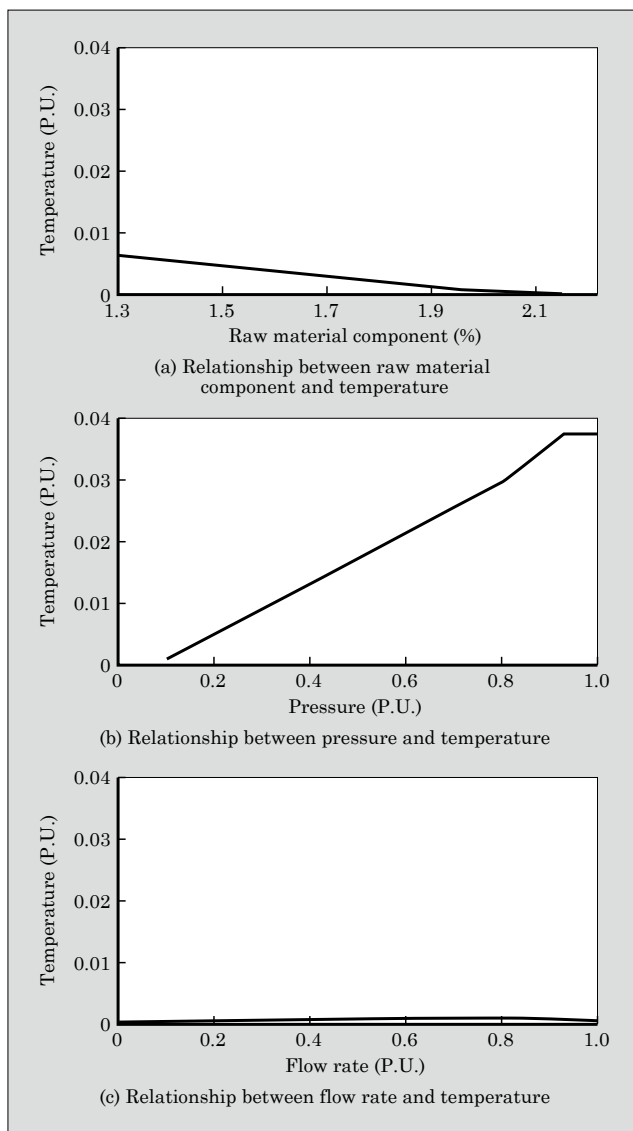 0.04
0.03
0.02
0.01
0
Temperature (P.U.)
1.3 1.5 1.7 1.9 2.1
Raw material component (%)
(a) Relationship between raw material
component and temperature
0.04
0.03
0.02
0.01
0
Temperature (P.U.)
0 0.2 0.4 0.6 0.8 1.0
Pressure (P.U.)
(b) Relationship between pressure and temperature
0.04
0.03
0.02
0.01
0
Temperature (P.U.)
0 0.2 0.4 0.6 0.8 1.0
Flow rate (P.U.)
(c) Relationship between flow rate and temperature